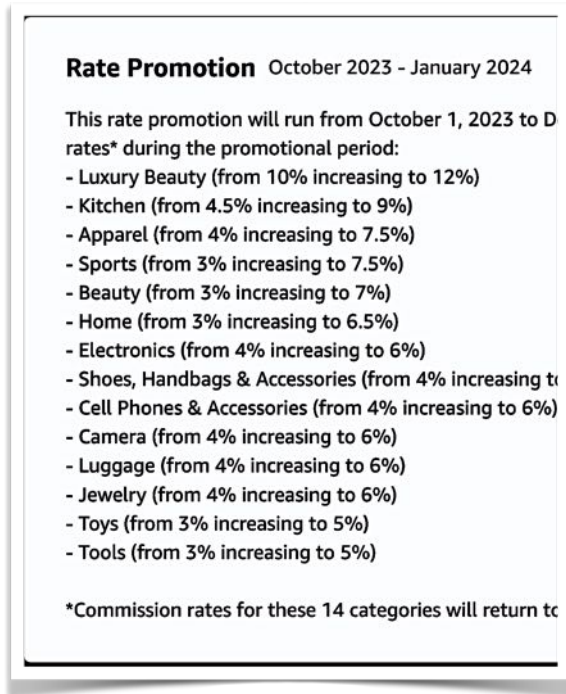 Rate Promotion October 2023 - January 2024
This rate promotion will run from October 1, 2023 to D
rates* during the promotional period:
- Luxury Beauty (from 10% increasing to 12%)
- Kitchen (from 4.5% increasing to 9%)
- Apparel (from 4% increasing to 7.5%)
- Sports (from 3% increasing to 7.5%)
- Beauty (from 3% increasing to 7%)
- Home (from 3% increasing to 6.5%)
- Electronics (from 4% increasing to 6%)
- Shoes, Handbags & Accessories (from 4% increasing to
- Cell Phones & Accessories (from 4% increasing to 6%)
- Camera (from 4% increasing to 6%)
- Luggage (from 4% increasing to 6%)
- Jewelry (from 4% increasing to 6%)
- Toys (from 3% increasing to 5%)
- Tools (from 3% increasing to 5%)
*Commission rates for these 14 categories will return to